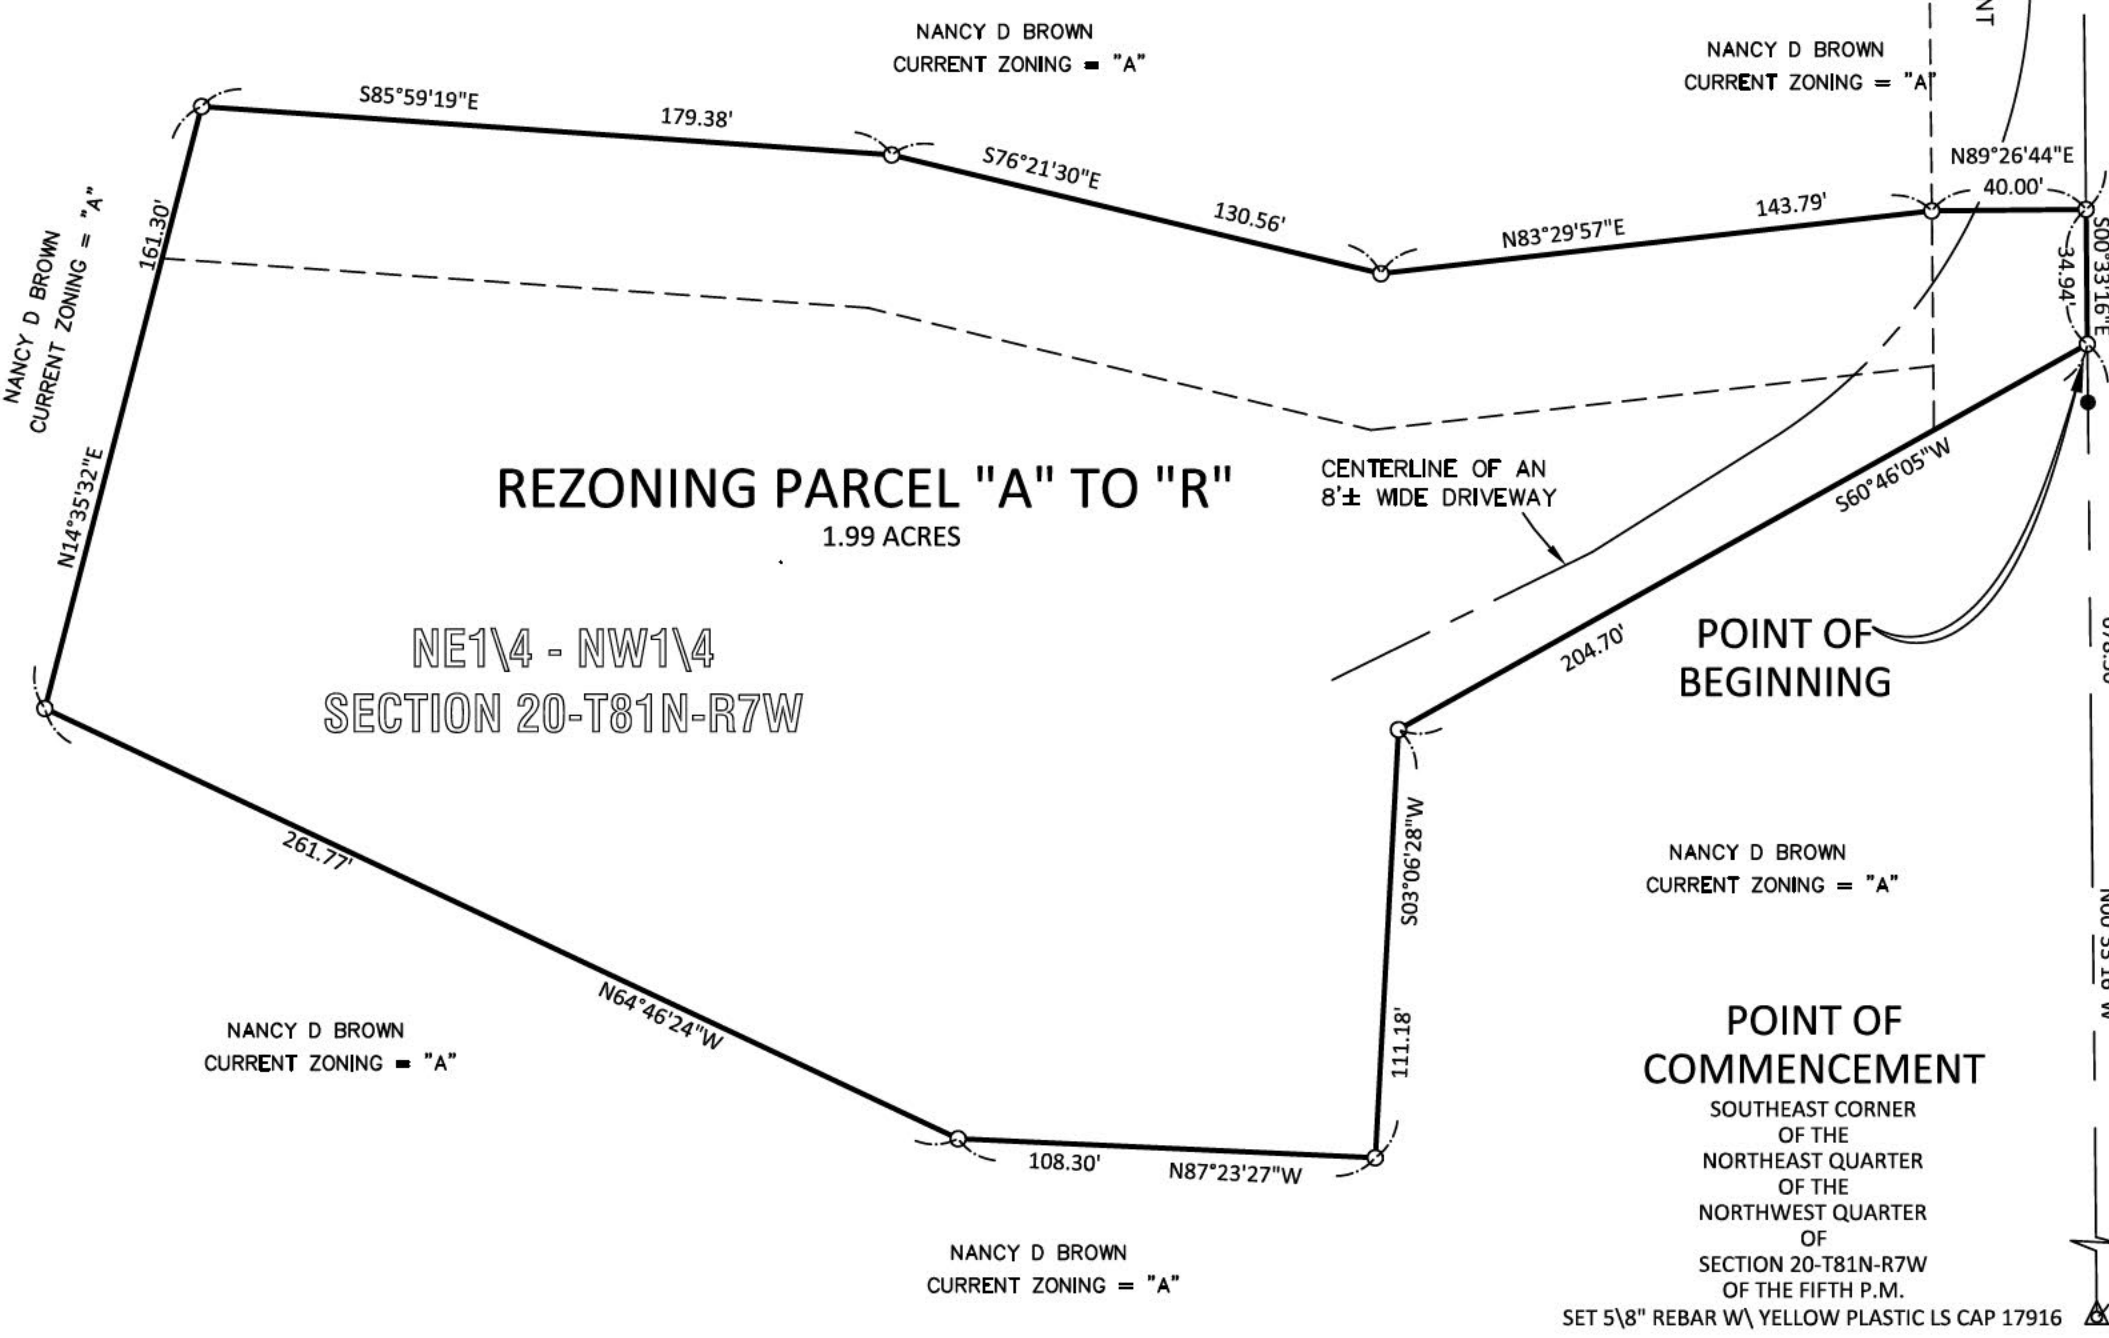 NANCY D BROWN
CURRENT ZONING = "A"
NANCY D BROWN
CURRENT ZONING = "A"
NT
S85°59'19"E
179.38'
S76°21'30"E
130.56'
N83°29'57"E
143.79'
N89°26'44"E
40.00'
S00°33'16"E
34.94'
NANCY D BROWN
CURRENT ZONING = "A"
161.30'
N14°35'32"E
REZONING PARCEL "A" TO "R"
1.99 ACRES
CENTERLINE OF AN
8'± WIDE DRIVEWAY
S60°46'05"W
204.70'
NE1\4 - NW1\4
SECTION 20-T81N-R7W
POINT OF
BEGINNING
S03°06'28"W
111.18'
261.77'
N64°46'24"W
NANCY D BROWN
CURRENT ZONING = "A"
NANCY D BROWN
CURRENT ZONING = "A"
108.30'
N87°23'27"W
NANCY D BROWN
CURRENT ZONING = "A"
POINT OF
COMMENCEMENT
SOUTHEAST CORNER
OF THE
NORTHEAST QUARTER
OF THE
NORTHWEST QUARTER
OF
SECTION 20-T81N-R7W
OF THE FIFTH P.M.
SET 5\8" REBAR W\ YELLOW PLASTIC LS CAP 17916